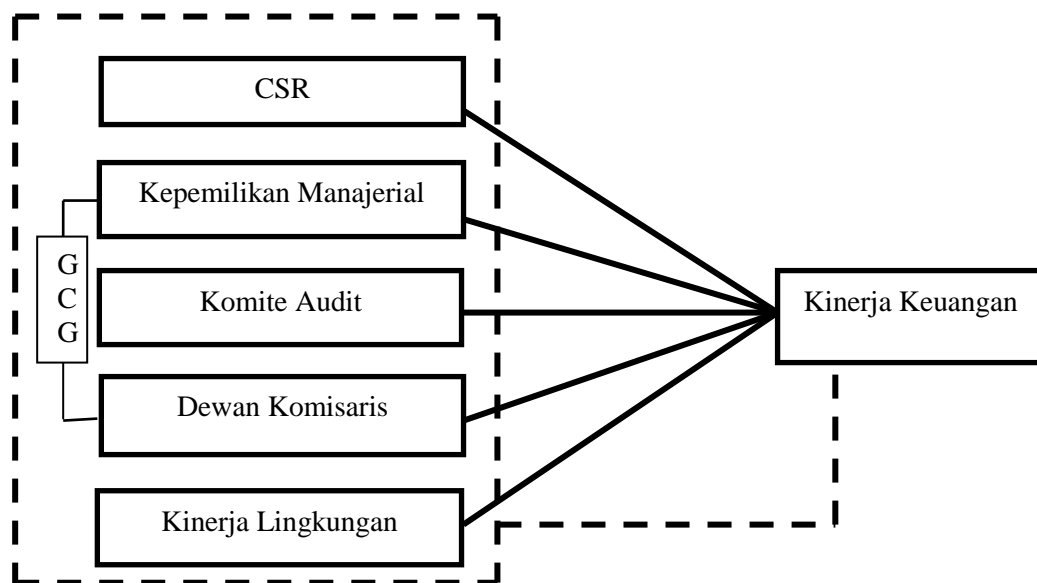 CSR
Kepemilikan Manajerial
G
C
G
Komite Audit
Kinerja Keuangan
Dewan Komisaris
Kinerja Lingkungan